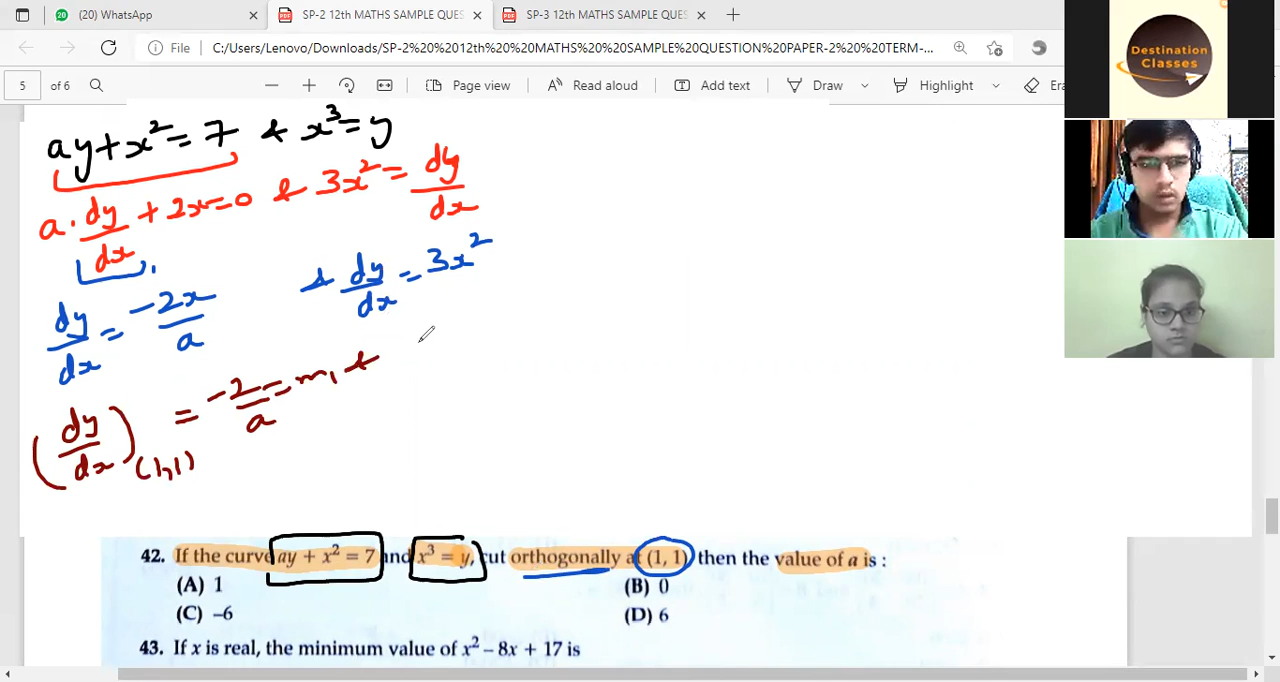 (20) WhatsApp
SP-2 12th MATHS SAMPLE QUES
SP-3 12th MATHS SAMPLE QUES
File
C:/Users/Lenovo/Downloads/SP-2%20%2012th%20%20MATHS%20%20SAMPLE%20QUESTION%20PAPER-2%20%20TERM-...
5 of 6
Page view
Read aloud
Add text
Draw
Highlight
Era
Destination
Classes
ay + x² = 7 & x³ = y
a · dy/dx + 2x = 0 & 3x² = dy/dx
dy/dx = -2x/a & dy/dx = 3x²
(dy/dx)(1,1) = -2/a = m₁ &
42. If the curve ay + x² = 7 and x³ = y, cut orthogonally at (1, 1) then the value of a is :
(A) 1 (B) 0
(C) –6 (D) 6
43. If x is real, the minimum value of x² – 8x + 17 is